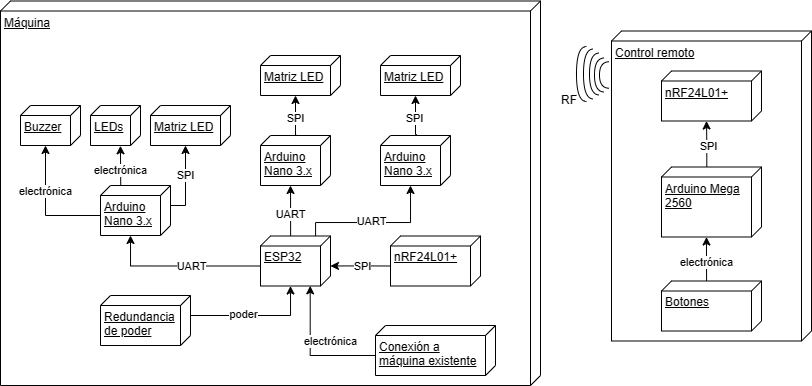 Máquina
Matriz LED
Matriz LED
SPI
SPI
Buzzer
LEDs
Matriz LED
electrónica
electrónica
SPI
Arduino
Nano 3.x
Arduino
Nano 3.x
Arduino
Nano 3.x
UART
UART
UART
ESP32
SPI
nRF24L01+
Redundancia
de poder
poder
electrónica
Conexión a
máquina existente
RF
Control remoto
nRF24L01+
SPI
Arduino Mega
2560
electrónica
Botones